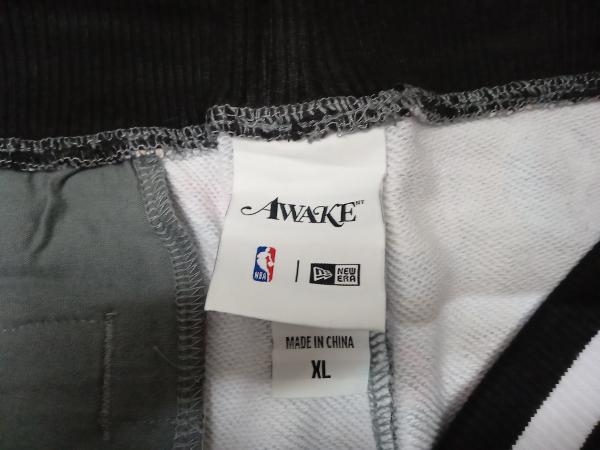 AWAKE NY
NBA
NEW ERA
MADE IN CHINA
XL